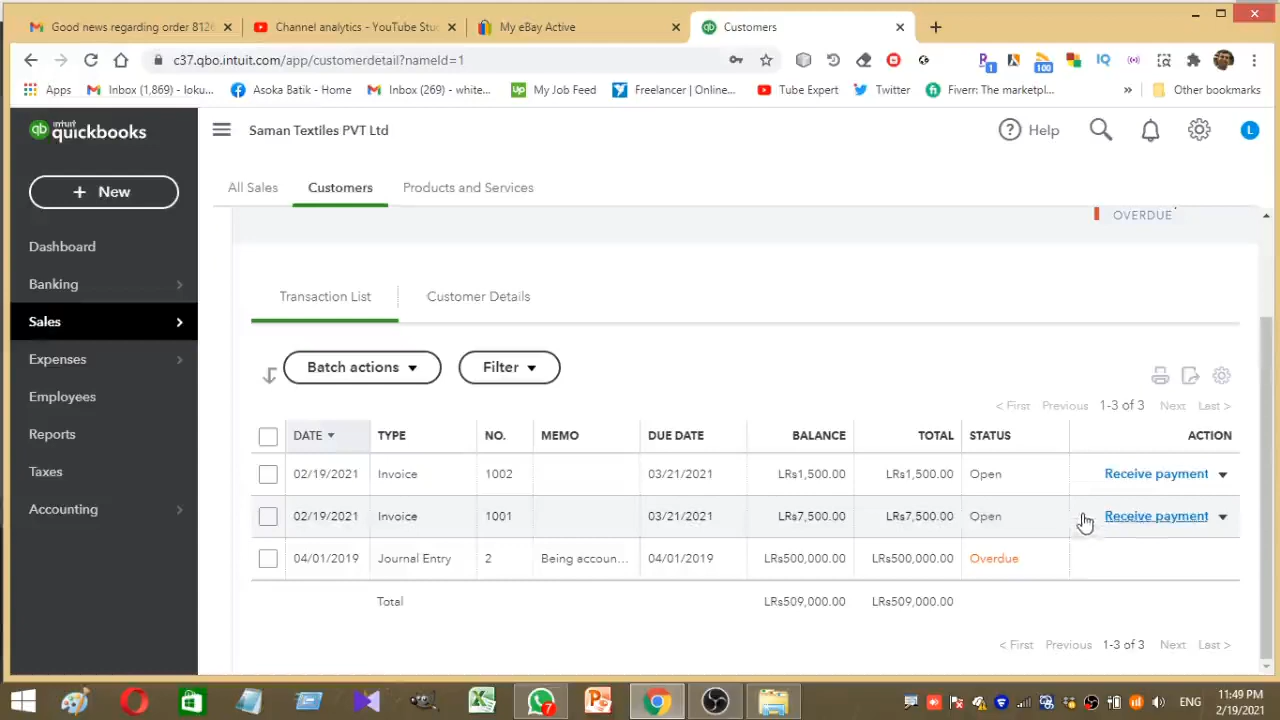 Good news regarding order 8126
Channel analytics - YouTube Stud
My eBay Active
Customers
c37.qbo.intuit.com/app/customerdetail?nameId=1
1
100
IQ
Apps
Inbox (1,869) - loku...
Asoka Batik - Home
Inbox (269) - white...
Up My Job Feed
Freelancer | Online...
Tube Expert
Twitter
Fiverr: The marketpl...
»
Other bookmarks
intuit quickbooks
Saman Textiles PVT Ltd
Help
L
+ New
All Sales
Customers
Products and Services
OVERDUE
Dashboard
Banking
Sales
Expenses
Employees
Reports
Taxes
Accounting
Transaction List
Customer Details
Batch actions
Filter
< First Previous 1-3 of 3 Next Last >
DATE TYPE NO. MEMO DUE DATE BALANCE TOTAL STATUS ACTION
02/19/2021 Invoice 1002 03/21/2021 LRs1,500.00 LRs1,500.00 Open Receive payment
02/19/2021 Invoice 1001 03/21/2021 LRs7,500.00 LRs7,500.00 Open Receive payment
04/01/2019 Journal Entry 2 Being accoun... 04/01/2019 LRs500,000.00 LRs500,000.00 Overdue
Total LRs509,000.00 LRs509,000.00
< First Previous 1-3 of 3 Next Last >
7
ENG
11:49 PM
2/19/2021